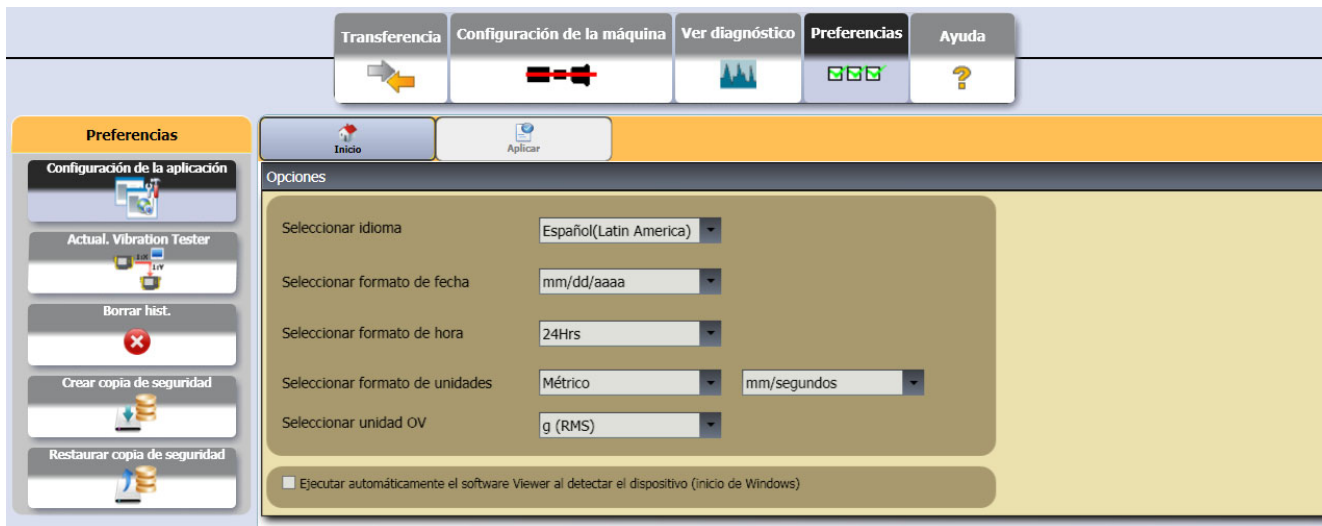 Transferencia
Configuración de la máquina
Ver diagnóstico
Preferencias
Ayuda
Preferencias
Configuración de la aplicación
Actual. Vibration Tester
Borrar hist.
Crear copia de seguridad
Restaurar copia de seguridad
Inicio
Aplicar
Opciones
Seleccionar idioma
Español(Latin America)
Seleccionar formato de fecha
mm/dd/aaaa
Seleccionar formato de hora
24Hrs
Seleccionar formato de unidades
Métrico
mm/segundos
Seleccionar unidad OV
g (RMS)
Ejecutar automáticamente el software Viewer al detectar el dispositivo (inicio de Windows)